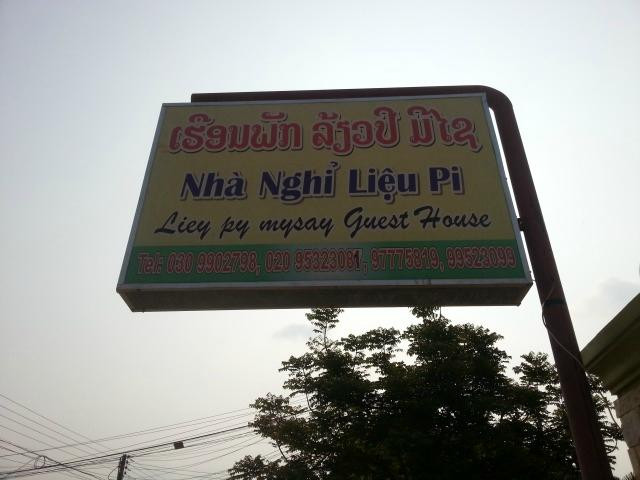 ເຮືອນພັກ ລ້ຽວປີ ມີໄຊ
Nhà Nghỉ Liệu Pi
Liey py mysay Guest House
Tel: 030 9902798, 020 95323081, 97775819, 99523099